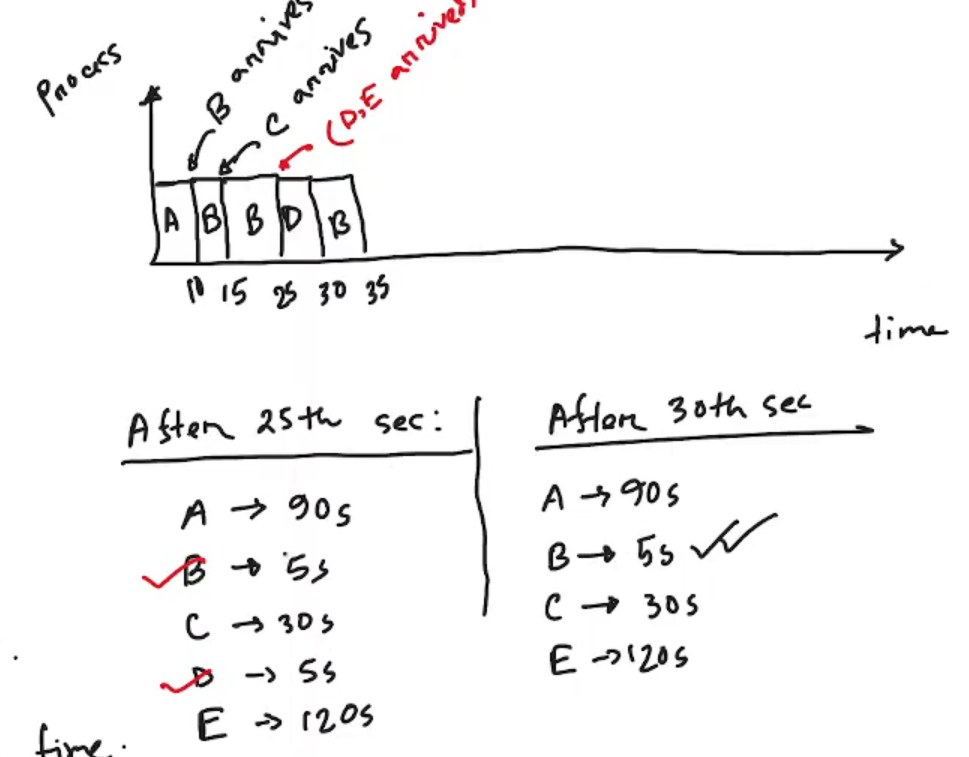 Process
B arrives
C arrives
(D,E arrives)
A B B D B
10 15 25 30 35
time
After 25th sec:
A → 90s
B → 5s
C → 30s
D → 5s
E → 120s
After 30th sec
A → 90s
B → 5s
C → 30s
E → 120s
time.